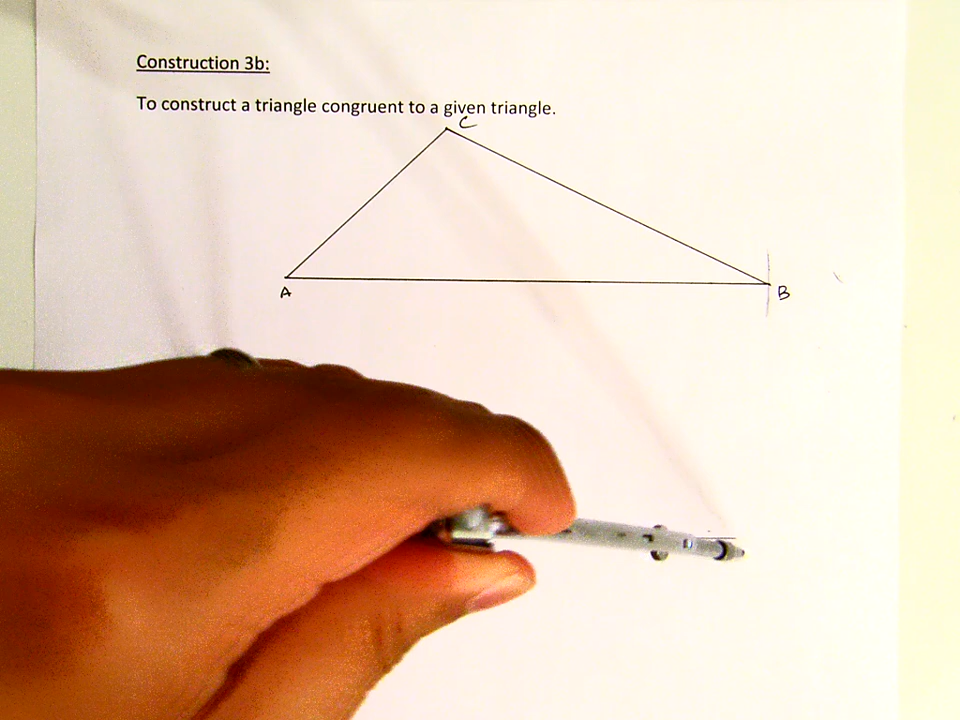 Construction 3b:
To construct a triangle congruent to a given triangle.
C
A
B